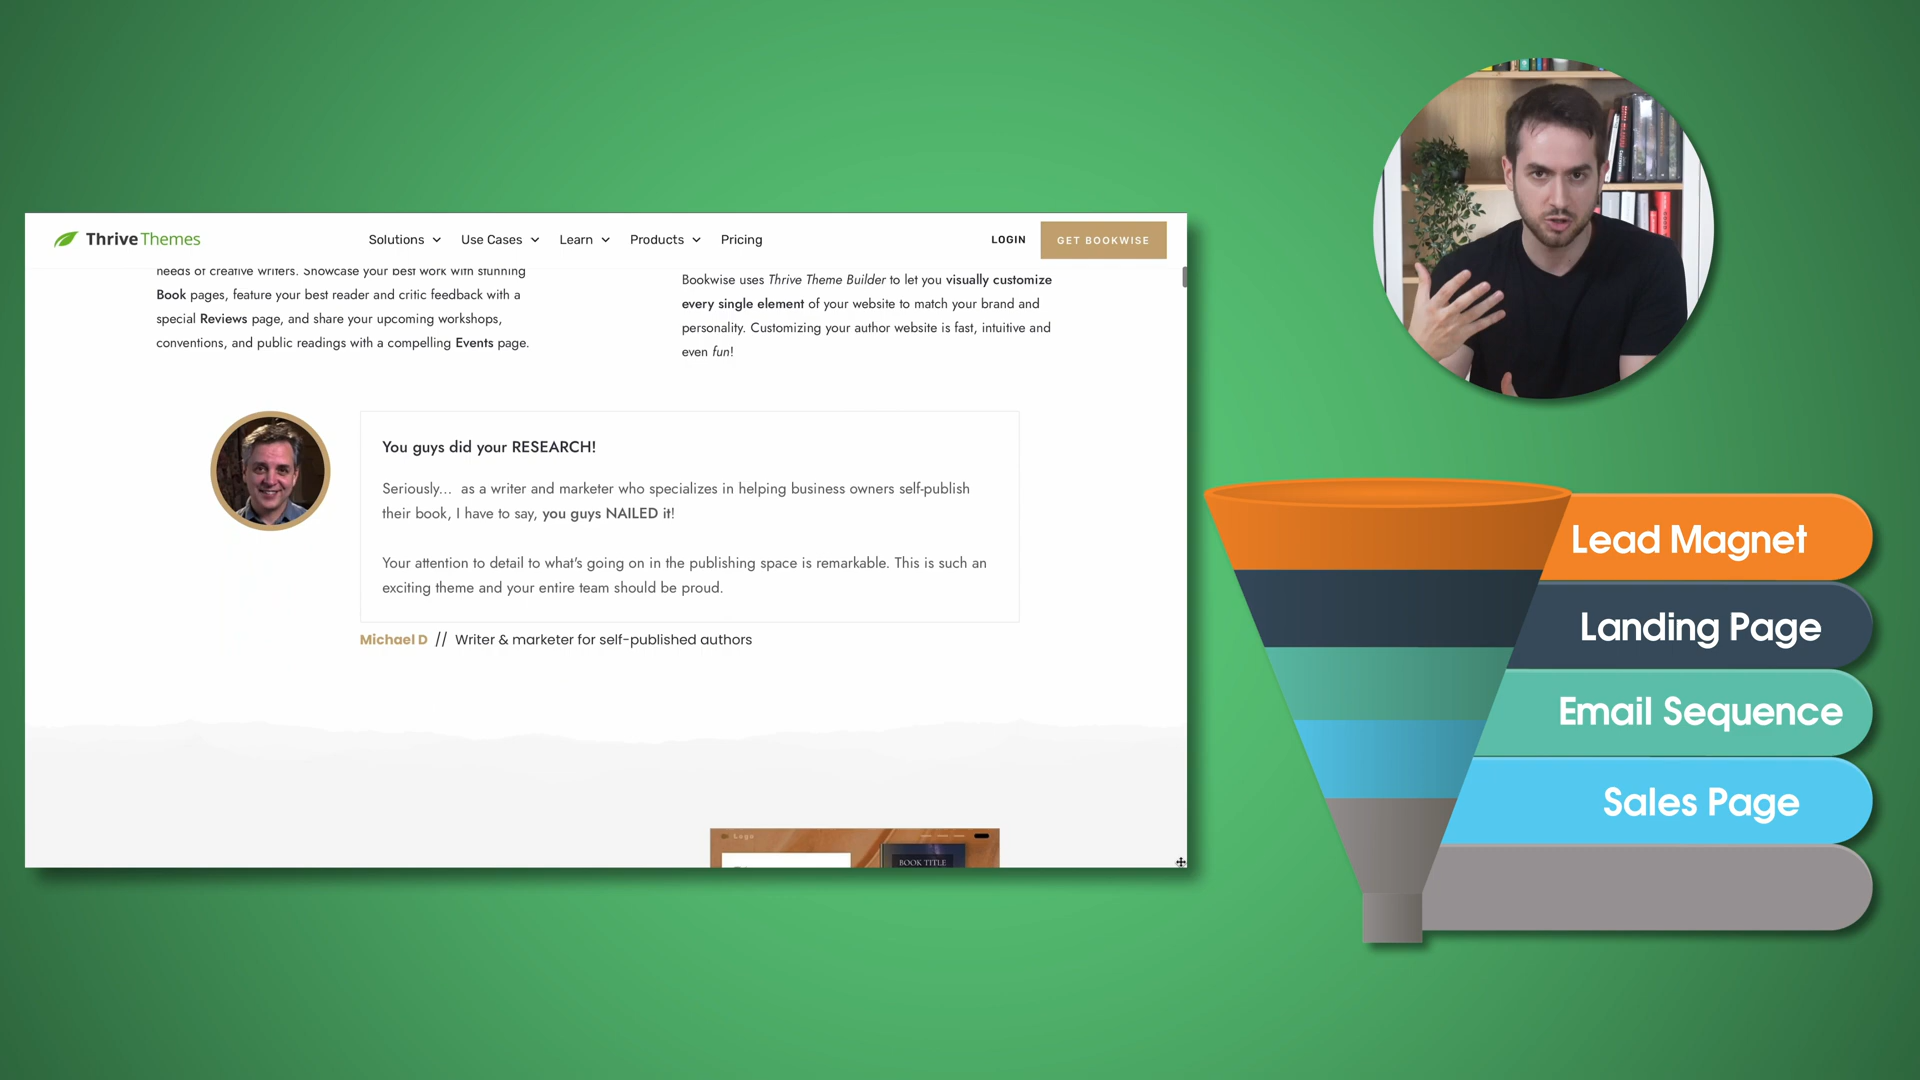 ThriveThemes
Solutions
Use Cases
Learn
Products
Pricing
LOGIN
GET BOOKWISE
needs of creative writers. Showcase your best work with stunning
Book pages, feature your best reader and critic feedback with a
special Reviews page, and share your upcoming workshops,
conventions, and public readings with a compelling Events page.
Bookwise uses Thrive Theme Builder to let you visually customize
every single element of your website to match your brand and
personality. Customizing your author website is fast, intuitive and
even fun!
You guys did your RESEARCH!
Seriously... as a writer and marketer who specializes in helping business owners self-publish
their book, I have to say, you guys NAILED it!
Your attention to detail to what's going on in the publishing space is remarkable. This is such an
exciting theme and your entire team should be proud.
Michael D // Writer & marketer for self-published authors
Logo
BOOK TITLE
Lead Magnet
Landing Page
Email Sequence
Sales Page